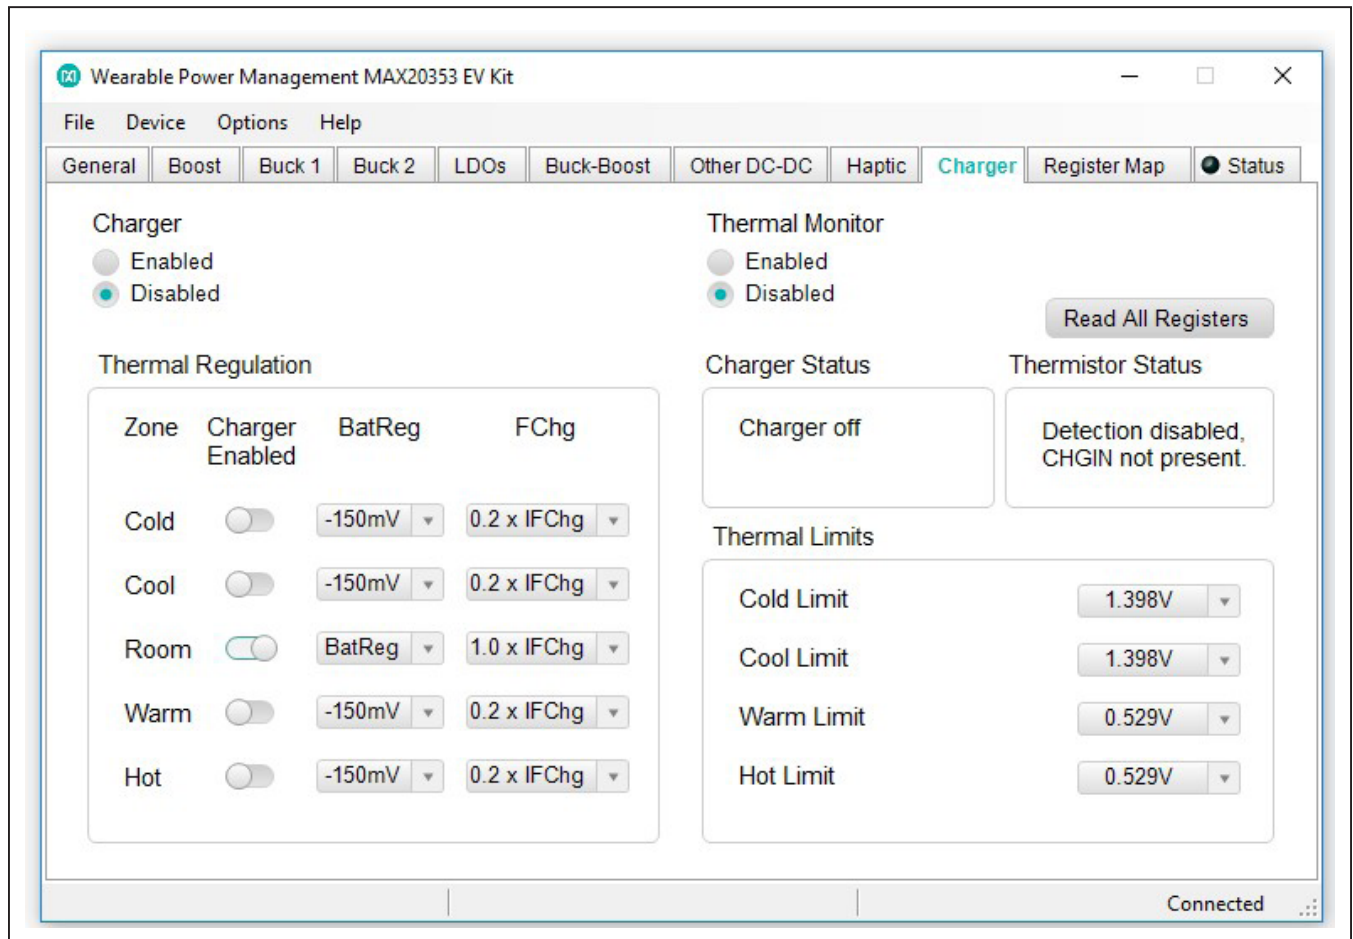 Wearable Power Management MAX20353 EV Kit
File Device Options Help
General Boost Buck 1 Buck 2 LDOs Buck-Boost Other DC-DC Haptic Charger Register Map Status
Charger
Enabled
Disabled
Thermal Monitor
Enabled
Disabled
Read All Registers
Thermal Regulation
Zone Charger Enabled BatReg FChg
Cold -150mV 0.2 x IFChg
Cool -150mV 0.2 x IFChg
Room BatReg 1.0 x IFChg
Warm -150mV 0.2 x IFChg
Hot -150mV 0.2 x IFChg
Charger Status
Charger off
Thermistor Status
Detection disabled,
CHGIN not present.
Thermal Limits
Cold Limit 1.398V
Cool Limit 1.398V
Warm Limit 0.529V
Hot Limit 0.529V
Connected